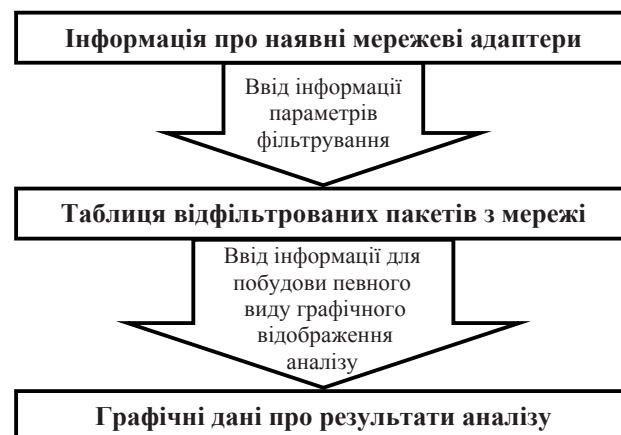 Інформація про наявні мережеві адаптери
Ввід інформації
параметрів
фільтрування
Таблиця відфільтрованих пакетів з мережі
Ввід інформації для
побудови певного
виду графічного
відображення
аналізу
Графічні дані про результати аналізу